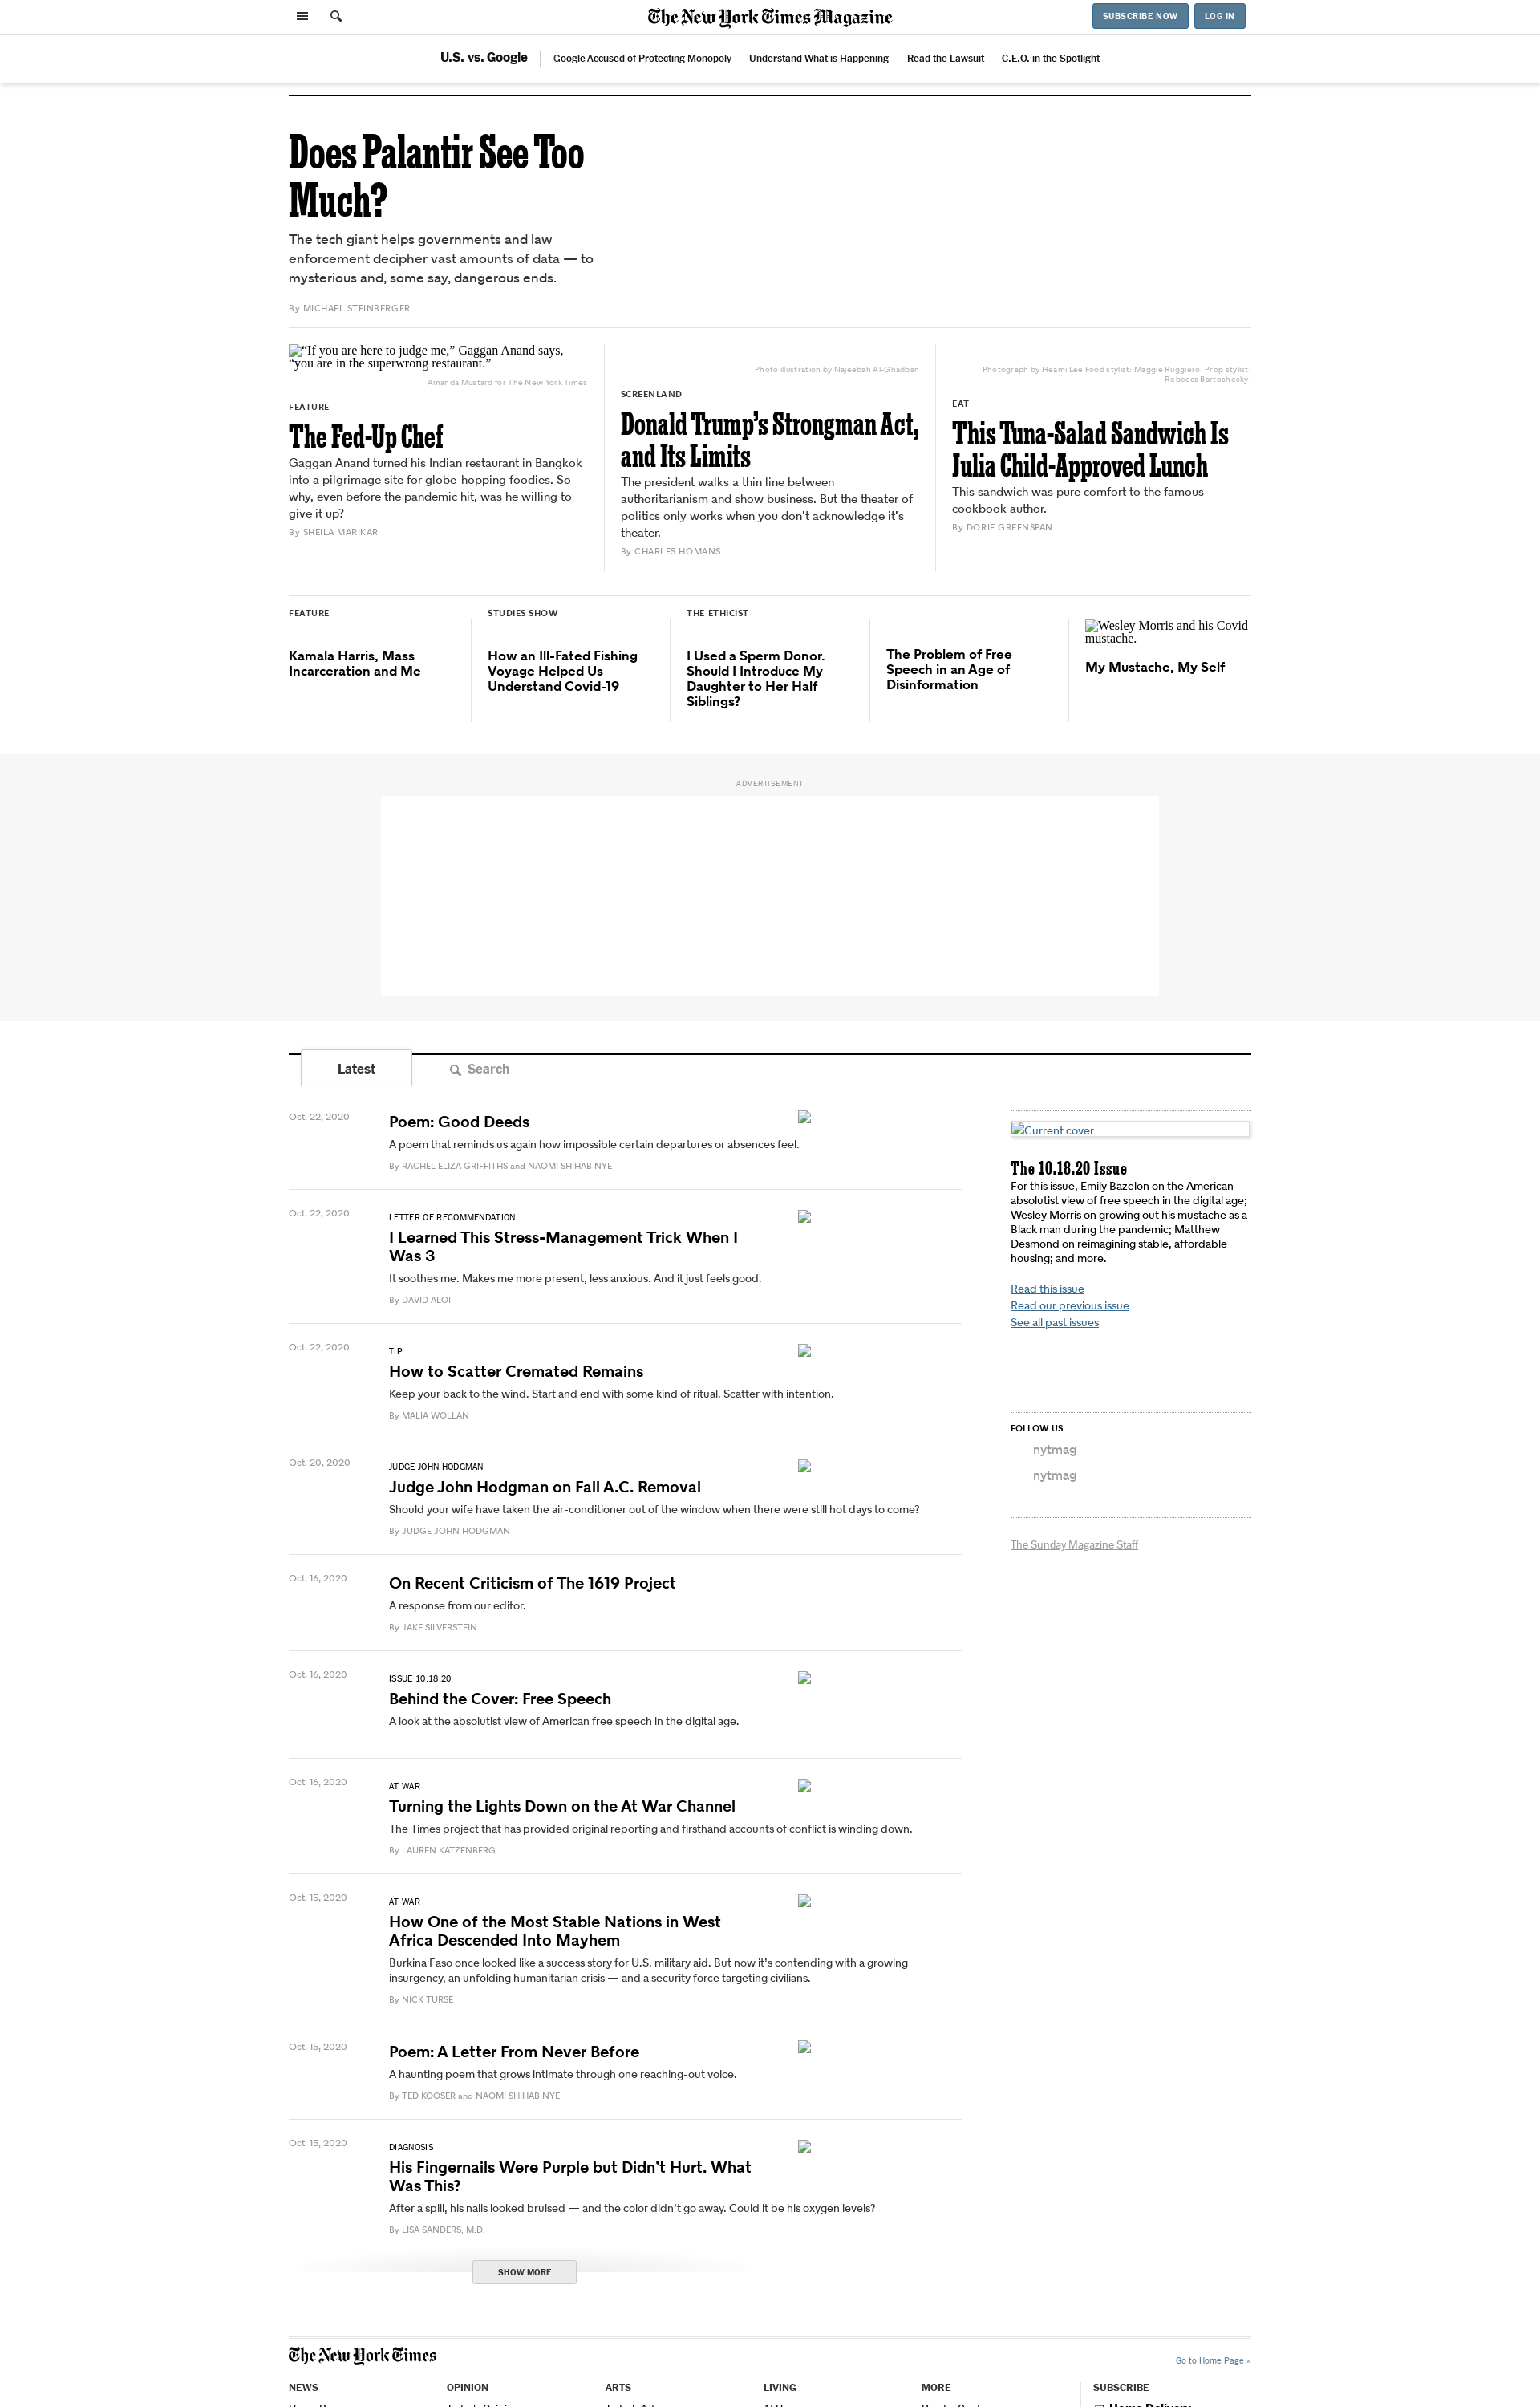 The New York Times Magazine
SUBSCRIBE NOW
LOG IN
U.S. vs. Google
Google Accused of Protecting Monopoly
Understand What is Happening
Read the Lawsuit
C.E.O. in the Spotlight
Does Palantir See Too
Much?
The tech giant helps governments and law
enforcement decipher vast amounts of data — to
mysterious and, some say, dangerous ends.
By MICHAEL STEINBERGER
“If you are here to judge me,” Gaggan Anand says,
“you are in the superwrong restaurant.”
Amanda Mustard for The New York Times
FEATURE
The Fed-Up Chef
Gaggan Anand turned his Indian restaurant in Bangkok
into a pilgrimage site for globe-hopping foodies. So
why, even before the pandemic hit, was he willing to
give it up?
By SHEILA MARIKAR
Photo illustration by Najeebah Al-Ghadban
SCREENLAND
Donald Trump’s Strongman Act,
and Its Limits
The president walks a thin line between
authoritarianism and show business. But the theater of
politics only works when you don’t acknowledge it’s
theater.
By CHARLES HOMANS
Photograph by Heami Lee Food stylist: Maggie Ruggiero. Prop stylist:
Rebecca Bartoshesky.
EAT
This Tuna-Salad Sandwich Is
Julia Child-Approved Lunch
This sandwich was pure comfort to the famous
cookbook author.
By DORIE GREENSPAN
FEATURE
Kamala Harris, Mass
Incarceration and Me
STUDIES SHOW
How an Ill-Fated Fishing
Voyage Helped Us
Understand Covid-19
THE ETHICIST
I Used a Sperm Donor.
Should I Introduce My
Daughter to Her Half
Siblings?
The Problem of Free
Speech in an Age of
Disinformation
Wesley Morris and his Covid
mustache.
My Mustache, My Self
ADVERTISEMENT
Latest
Search
Oct. 22, 2020
Poem: Good Deeds
A poem that reminds us again how impossible certain departures or absences feel.
By RACHEL ELIZA GRIFFITHS and NAOMI SHIHAB NYE
Oct. 22, 2020
LETTER OF RECOMMENDATION
I Learned This Stress-Management Trick When I
Was 3
It soothes me. Makes me more present, less anxious. And it just feels good.
By DAVID ALOI
Oct. 22, 2020
TIP
How to Scatter Cremated Remains
Keep your back to the wind. Start and end with some kind of ritual. Scatter with intention.
By MALIA WOLLAN
Oct. 20, 2020
JUDGE JOHN HODGMAN
Judge John Hodgman on Fall A.C. Removal
Should your wife have taken the air-conditioner out of the window when there were still hot days to come?
By JUDGE JOHN HODGMAN
Oct. 16, 2020
On Recent Criticism of The 1619 Project
A response from our editor.
By JAKE SILVERSTEIN
Oct. 16, 2020
ISSUE 10.18.20
Behind the Cover: Free Speech
A look at the absolutist view of American free speech in the digital age.
Oct. 16, 2020
AT WAR
Turning the Lights Down on the At War Channel
The Times project that has provided original reporting and firsthand accounts of conflict is winding down.
By LAUREN KATZENBERG
Oct. 15, 2020
AT WAR
How One of the Most Stable Nations in West
Africa Descended Into Mayhem
Burkina Faso once looked like a success story for U.S. military aid. But now it’s contending with a growing
insurgency, an unfolding humanitarian crisis — and a security force targeting civilians.
By NICK TURSE
Oct. 15, 2020
Poem: A Letter From Never Before
A haunting poem that grows intimate through one reaching-out voice.
By TED KOOSER and NAOMI SHIHAB NYE
Oct. 15, 2020
DIAGNOSIS
His Fingernails Were Purple but Didn’t Hurt. What
Was This?
After a spill, his nails looked bruised — and the color didn’t go away. Could it be his oxygen levels?
By LISA SANDERS, M.D.
SHOW MORE
Current cover
The 10.18.20 Issue
For this issue, Emily Bazelon on the American
absolutist view of free speech in the digital age;
Wesley Morris on growing out his mustache as a
Black man during the pandemic; Matthew
Desmond on reimagining stable, affordable
housing; and more.
Read this issue
Read our previous issue
See all past issues
FOLLOW US
nytmag
nytmag
The Sunday Magazine Staff
The New York Times
Go to Home Page »
NEWS
OPINION
ARTS
LIVING
MORE
SUBSCRIBE